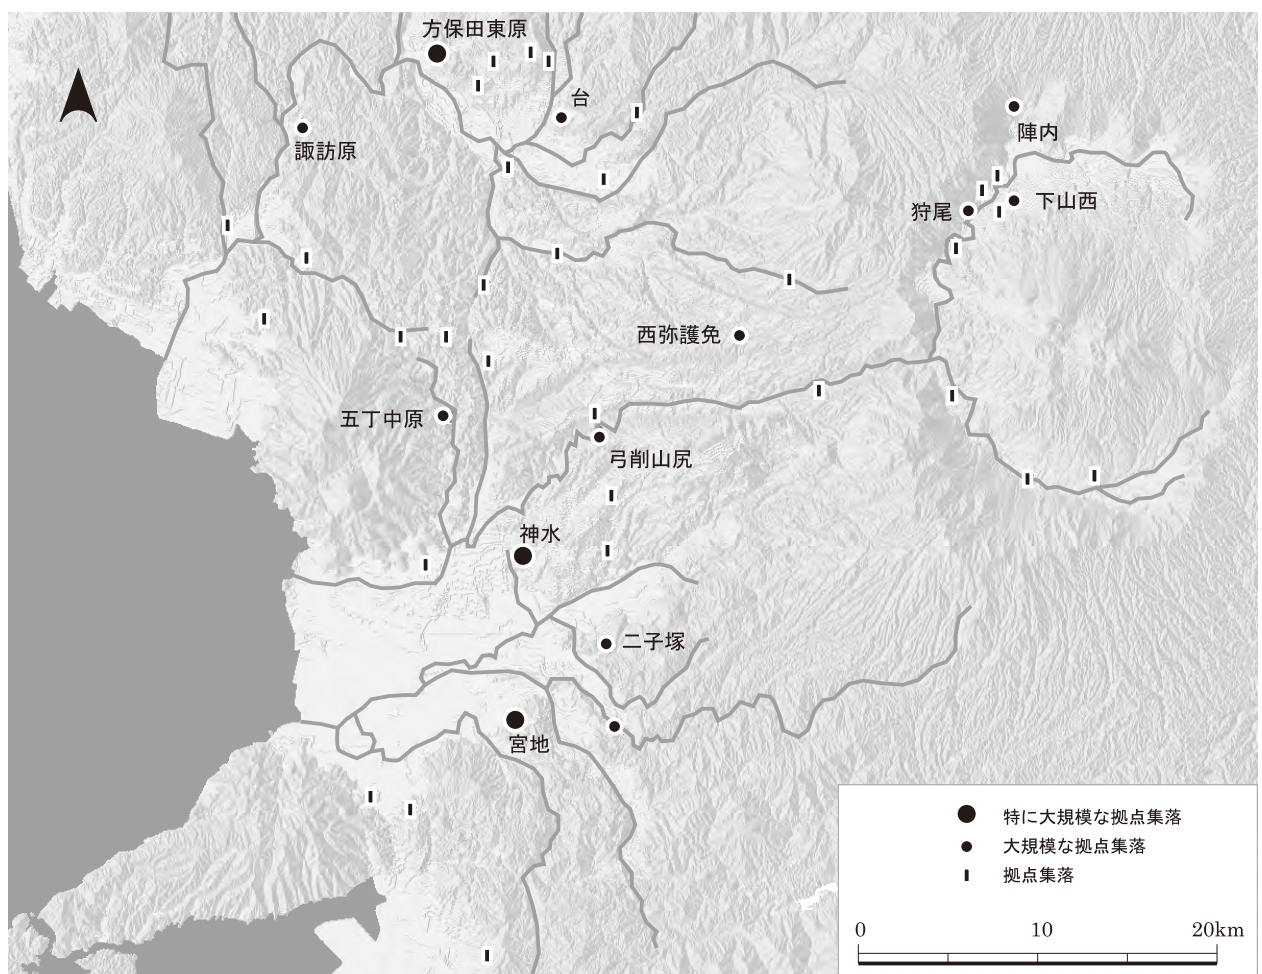 方保田東原
台
諏訪原
陣内
狩尾
下山西
西弥護免
五丁中原
弓削山尻
神水
二子塚
宮地
特に大規模な拠点集落
大規模な拠点集落
拠点集落
0 10 20km